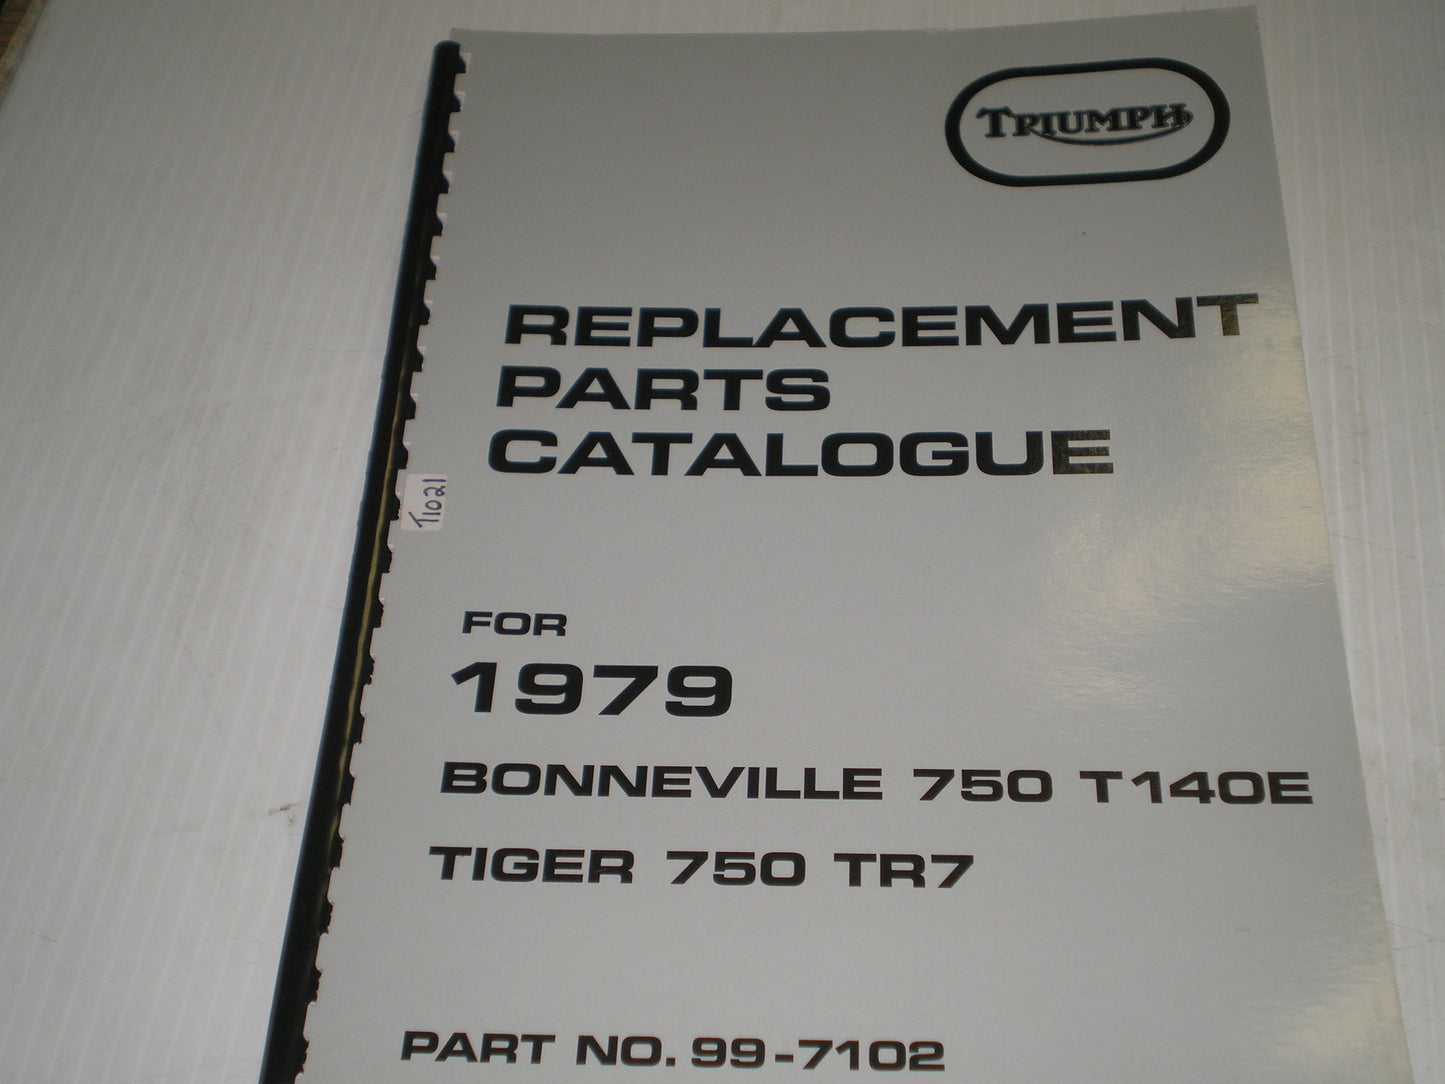 TRIUMPH
REPLACEMENT
PARTS
CATALOGUE
T1021
FOR
1979
BONNEVILLE 750 T140E
TIGER 750 TR7
PART NO. 99-7102